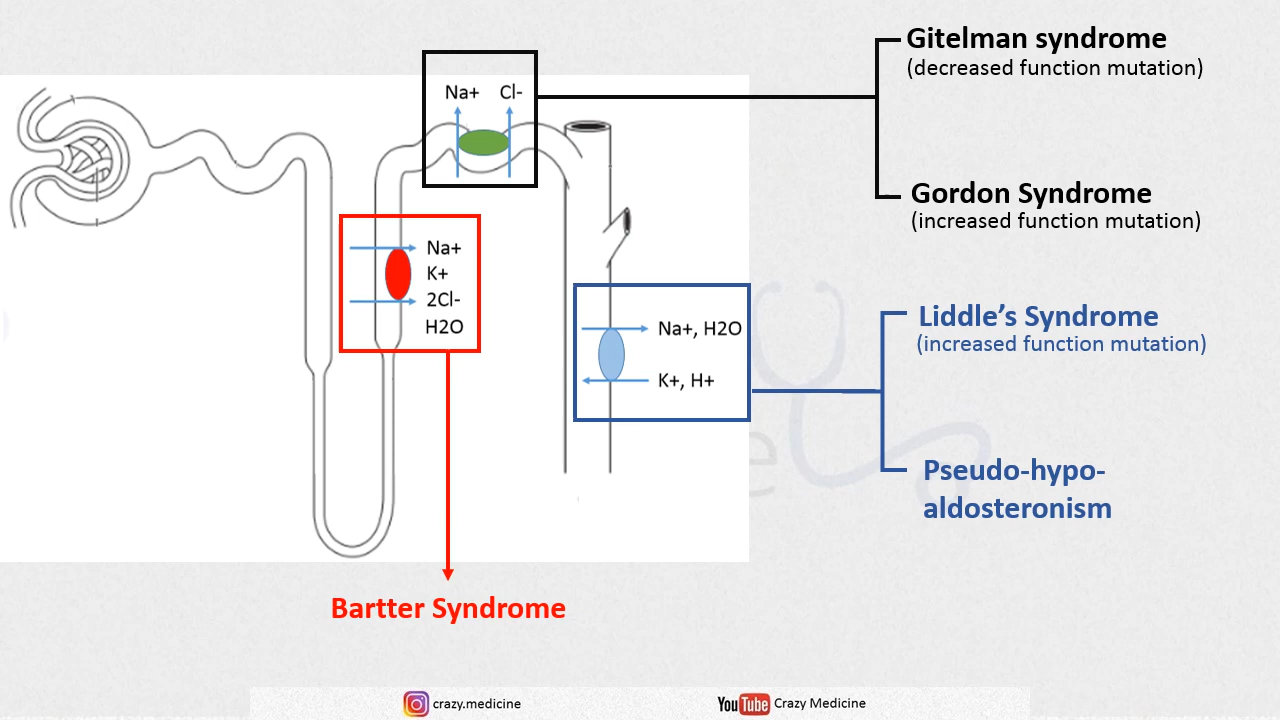 Gitelman syndrome
(decreased function mutation)
Na+ Cl-
Gordon Syndrome
(increased function mutation)
Na+
K+
2Cl-
H2O
Na+, H2O
K+, H+
Liddle's Syndrome
(increased function mutation)
Pseudo-hypo-
aldosteronism
Bartter Syndrome
crazy.medicine
YouTube Crazy Medicine